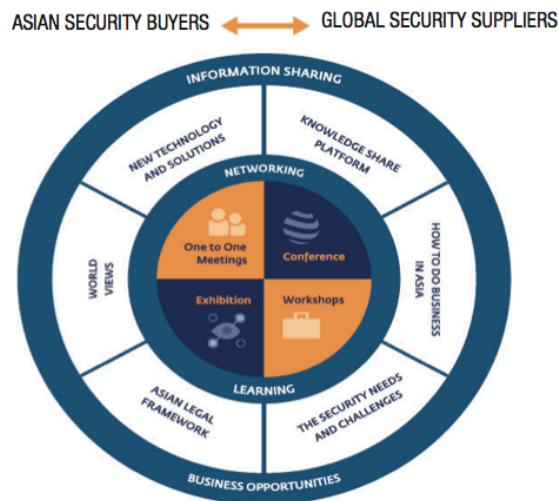 ASIAN SECURITY BUYERS
GLOBAL SECURITY SUPPLIERS
INFORMATION SHARING
NEW TECHNOLOGY
AND SOLUTIONS
KNOWLEDGE SHARE
PLATFORM
NETWORKING
One to One
Meetings
Conference
WORLD
VIEWS
HOW TO DO BUSINESS
IN ASIA
Exhibition
Workshops
LEARNING
ASIAN LEGAL
FRAMEWORK
THE SECURITY NEEDS
AND CHALLENGES
BUSINESS OPPORTUNITIES